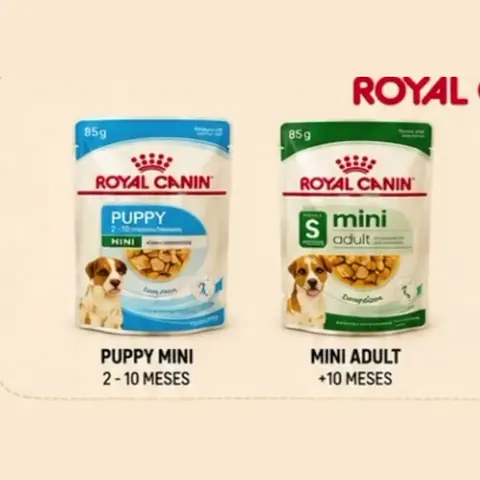 ROYAL C
85g
ROYAL CANIN
PUPPY
2 - 10
MINI
85g
ROYAL CANIN
S
mini
adult
PUPPY MINI
2 - 10 MESES
MINI ADULT
+10 MESES